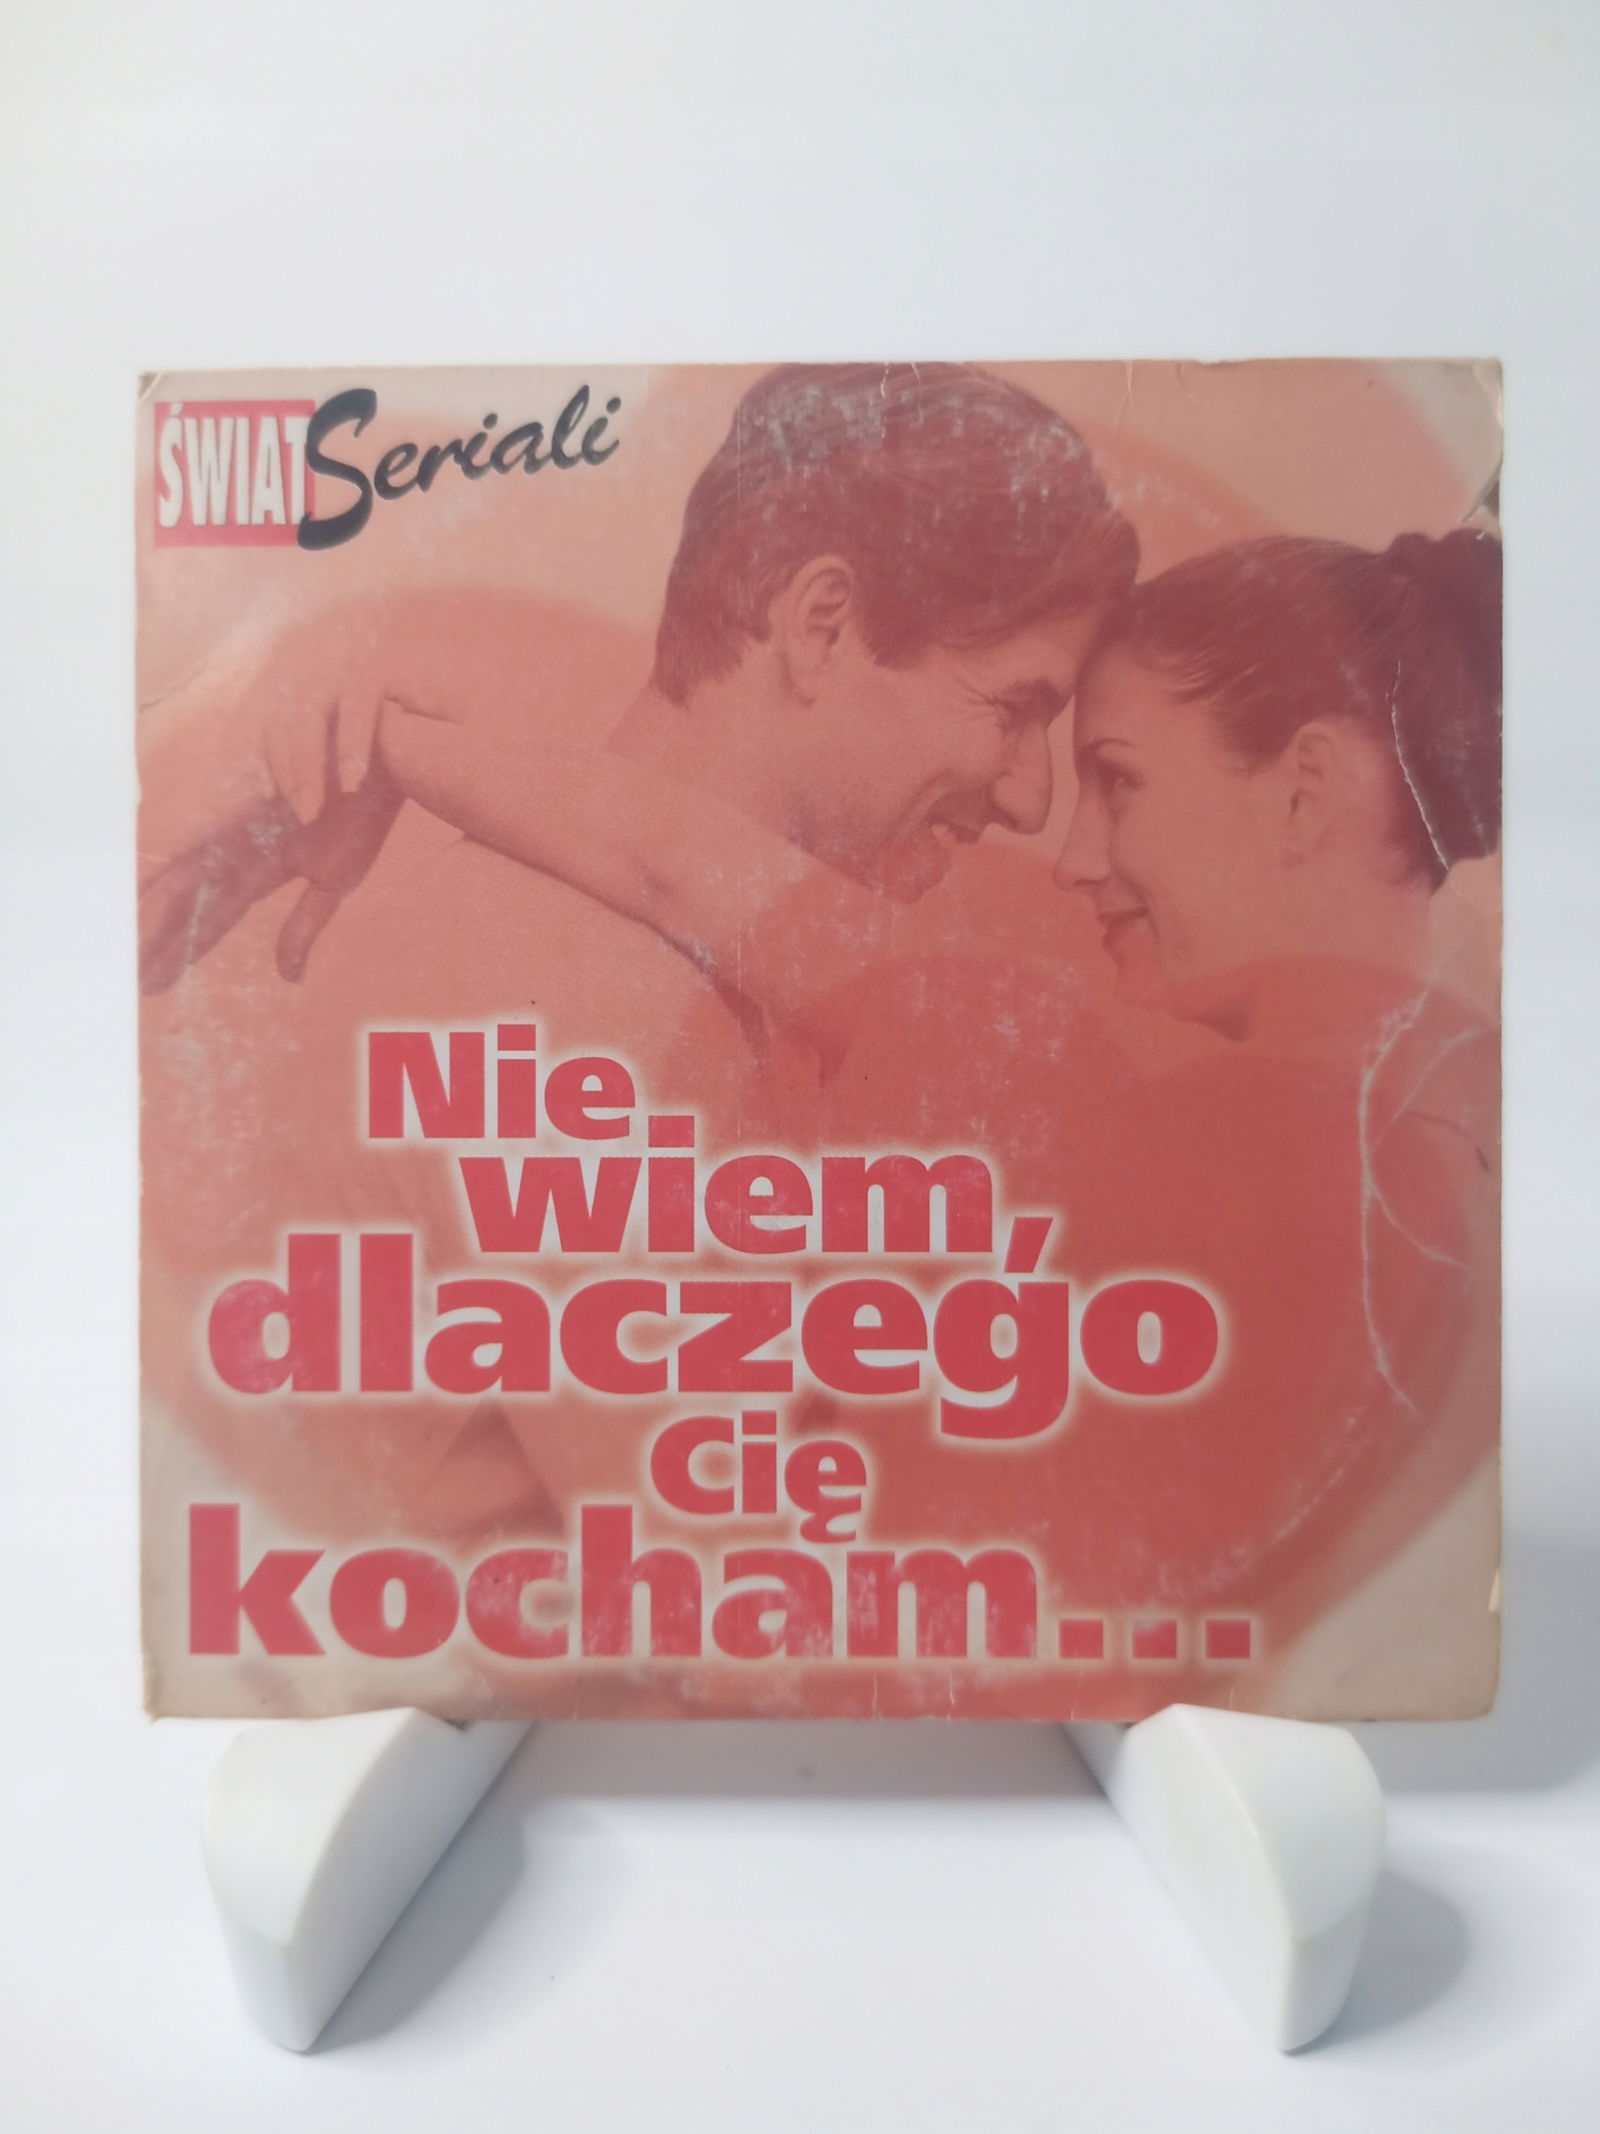 ŚWIAT Seriali
Nie
wiem,
dlaczego
Cię
kocham...